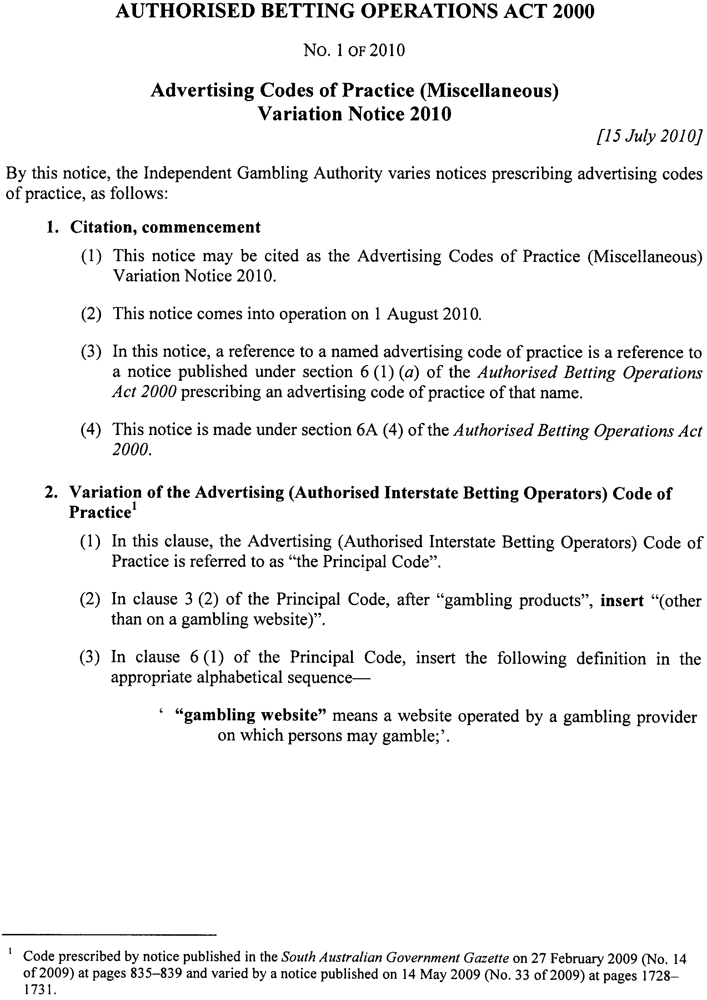 AUTHORISED BETTING OPERATIONS ACT 2000
NO. 1 OF 2010
Advertising Codes of Practice (Miscellaneous)
Variation Notice 2010
[15 July 2010]
By this notice, the Independent Gambling Authority varies notices prescribing advertising codes
of practice, as follows:
1. Citation, commencement
(1) This notice may be cited as the Advertising Codes of Practice (Miscellaneous)
Variation Notice 2010.
(2) This notice comes into operation on 1 August 2010.
(3) In this notice, a reference to a named advertising code of practice is a reference to
a notice published under section 6 (1) (a) of the Authorised Betting Operations
Act 2000 prescribing an advertising code of practice of that name.
(4) This notice is made under section 6A (4) of the Authorised Betting Operations Act
2000.
2. Variation of the Advertising (Authorised Interstate Betting Operators) Code of
Practice¹
(1) In this clause, the Advertising (Authorised Interstate Betting Operators) Code of
Practice is referred to as “the Principal Code”.
(2) In clause 3 (2) of the Principal Code, after “gambling products”, insert “(other
than on a gambling website)”.
(3) In clause 6 (1) of the Principal Code, insert the following definition in the
appropriate alphabetical sequence—
‘ “gambling website” means a website operated by a gambling provider
on which persons may gamble;’.
¹ Code prescribed by notice published in the South Australian Government Gazette on 27 February 2009 (No. 14
of 2009) at pages 835–839 and varied by a notice published on 14 May 2009 (No. 33 of 2009) at pages 1728–
1731.